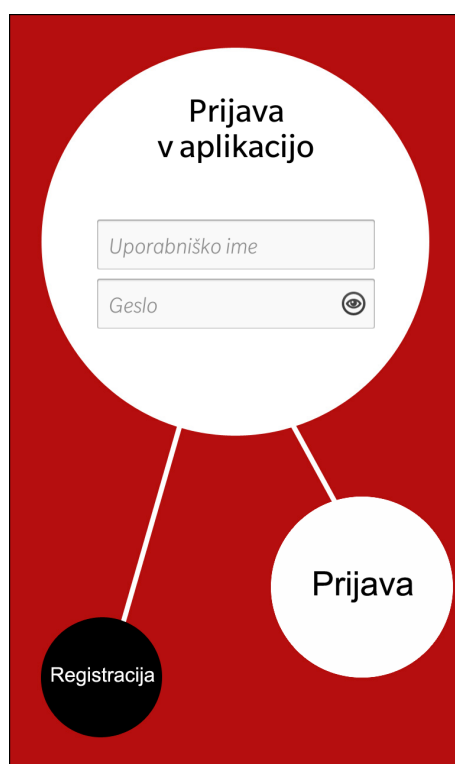 Prijava
v aplikacijo
Uporabniško ime
Geslo
Prijava
Registracija